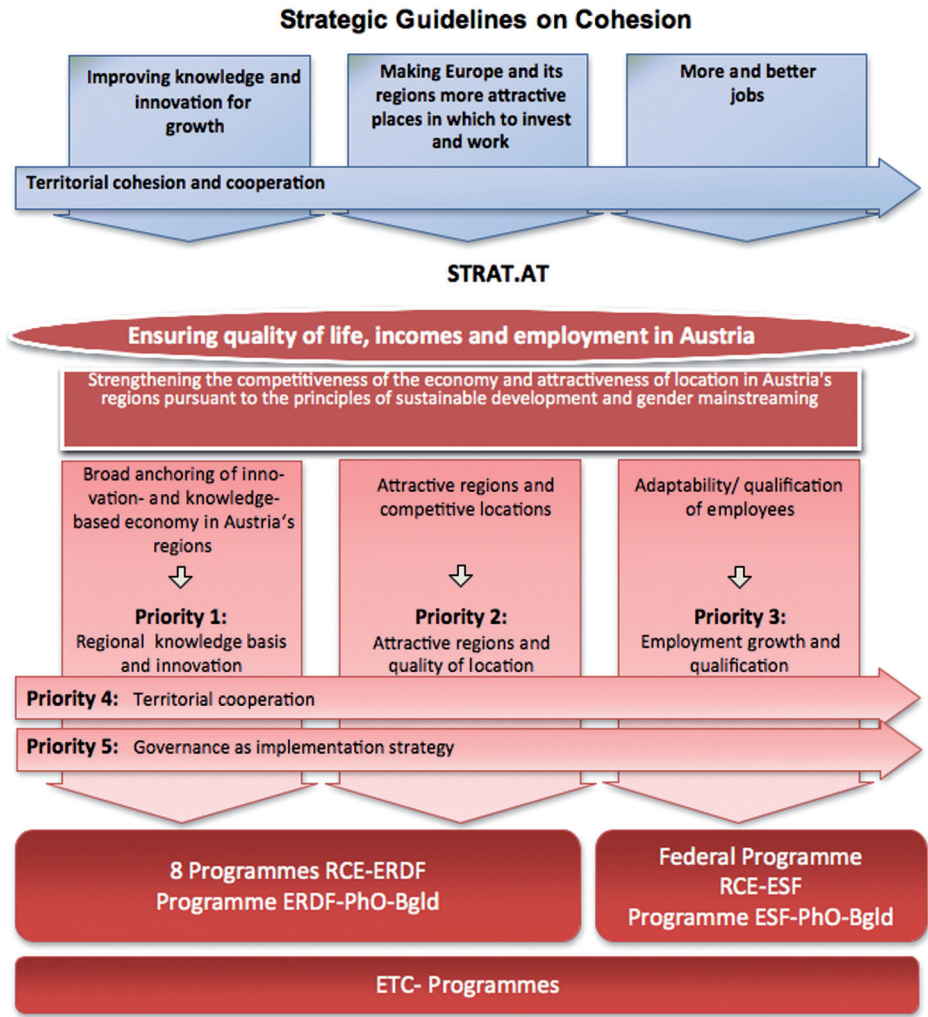 Strategic Guidelines on Cohesion
Improving knowledge and
innovation for
growth
Making Europe and its
regions more attractive
places in which to invest
and work
More and better
jobs
Territorial cohesion and cooperation
STRAT.AT
Ensuring quality of life, incomes and employment in Austria
Strengthening the competitiveness of the economy and attractiveness of location in Austria's
regions pursuant to the principles of sustainable development and gender mainstreaming
Broad anchoring of inno-
vation- and knowledge-
based economy in Austria's
regions
Priority 1:
Regional knowledge basis
and innovation
Attractive regions and
competitive locations
Priority 2:
Attractive regions and
quality of location
Adaptability/ qualification
of employees
Priority 3:
Employment growth and
qualification
Priority 4: Territorial cooperation
Priority 5: Governance as implementation strategy
8 Programmes RCE-ERDF
Programme ERDF-PhO-Bgld
Federal Programme
RCE-ESF
Programme ESF-PhO-Bgld
ETC- Programmes